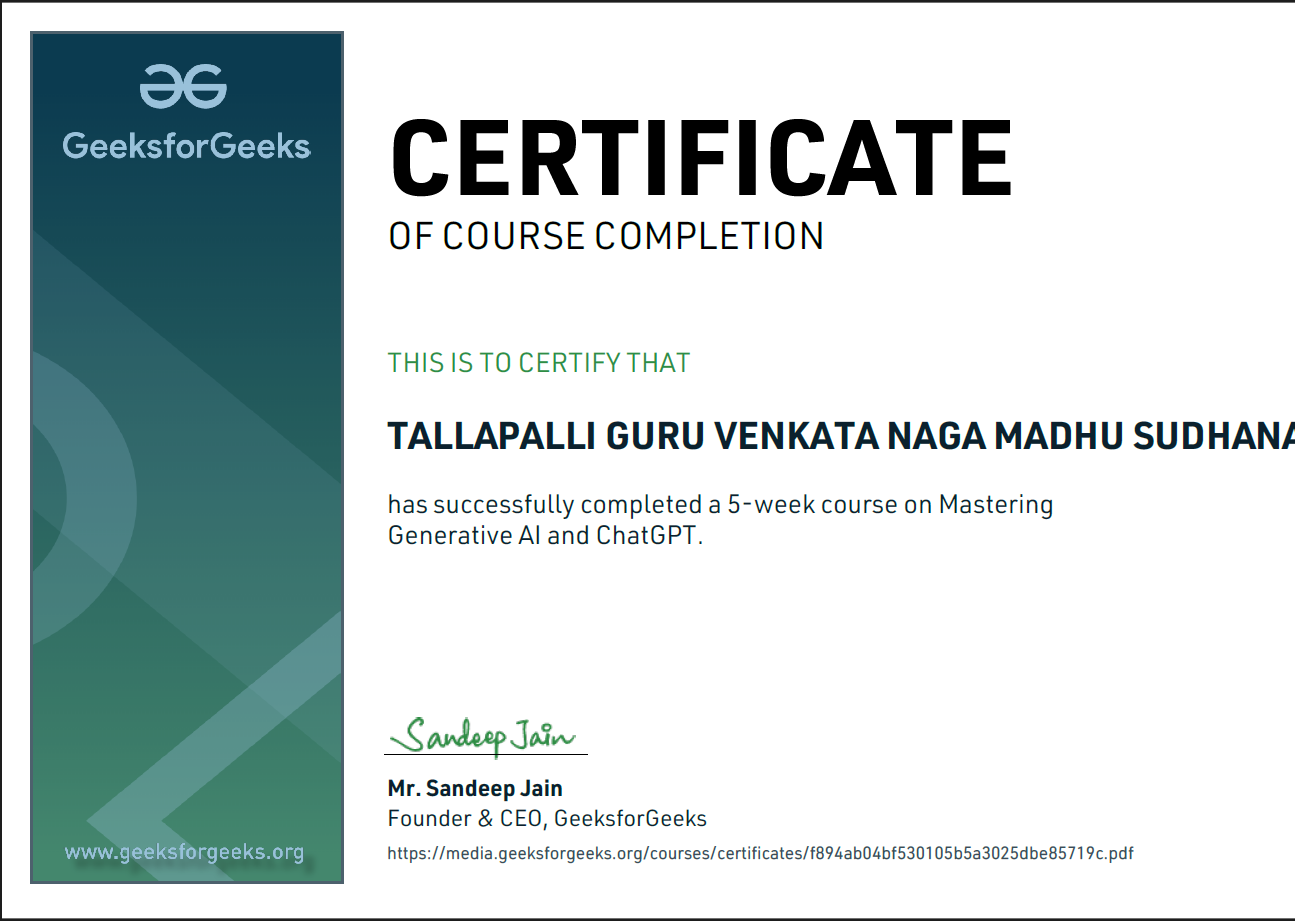 GeeksforGeeks
CERTIFICATE
OF COURSE COMPLETION
THIS IS TO CERTIFY THAT
TALLAPALLI GURU VENKATA NAGA MADHU SUDHANA
has successfully completed a 5-week course on Mastering
Generative AI and ChatGPT.
Sandeep Jain
Mr. Sandeep Jain
Founder & CEO, GeeksforGeeks
https://media.geeksforgeeks.org/courses/certificates/f894ab04bf530105b5a3025dbe85719c.pdf
www.geeksforgeeks.org